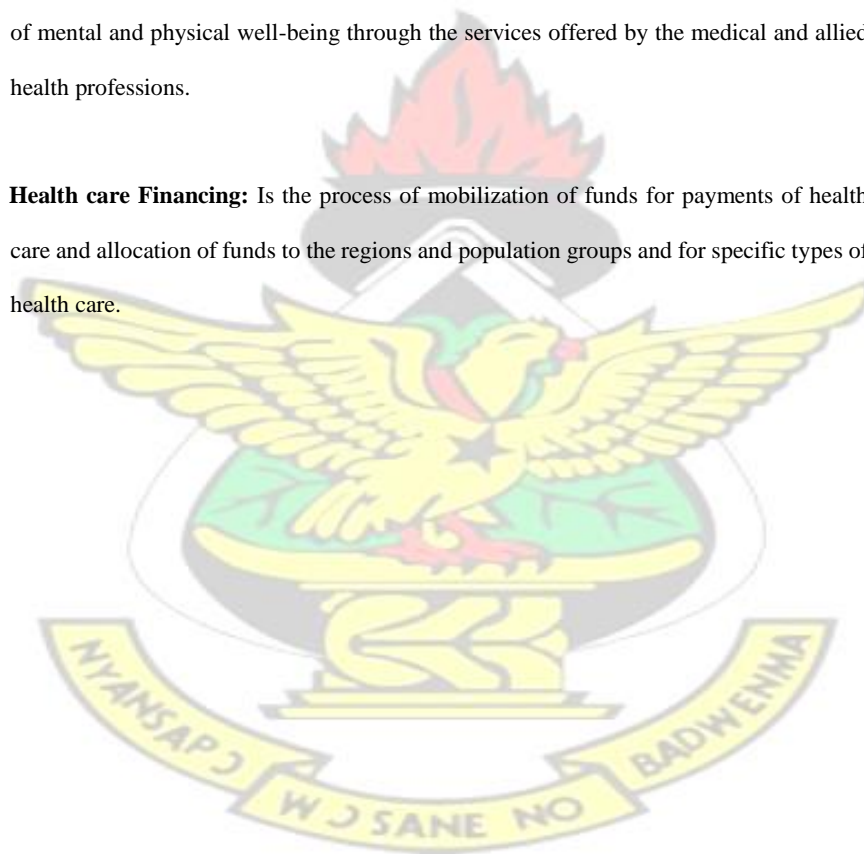 of mental and physical well-being through the services offered by the medical and allied
health professions.
Health care Financing: Is the process of mobilization of funds for payments of health
care and allocation of funds to the regions and population groups and for specific types of
health care.
NYANSAPƆ
WƆSANE NO
BADWENMA